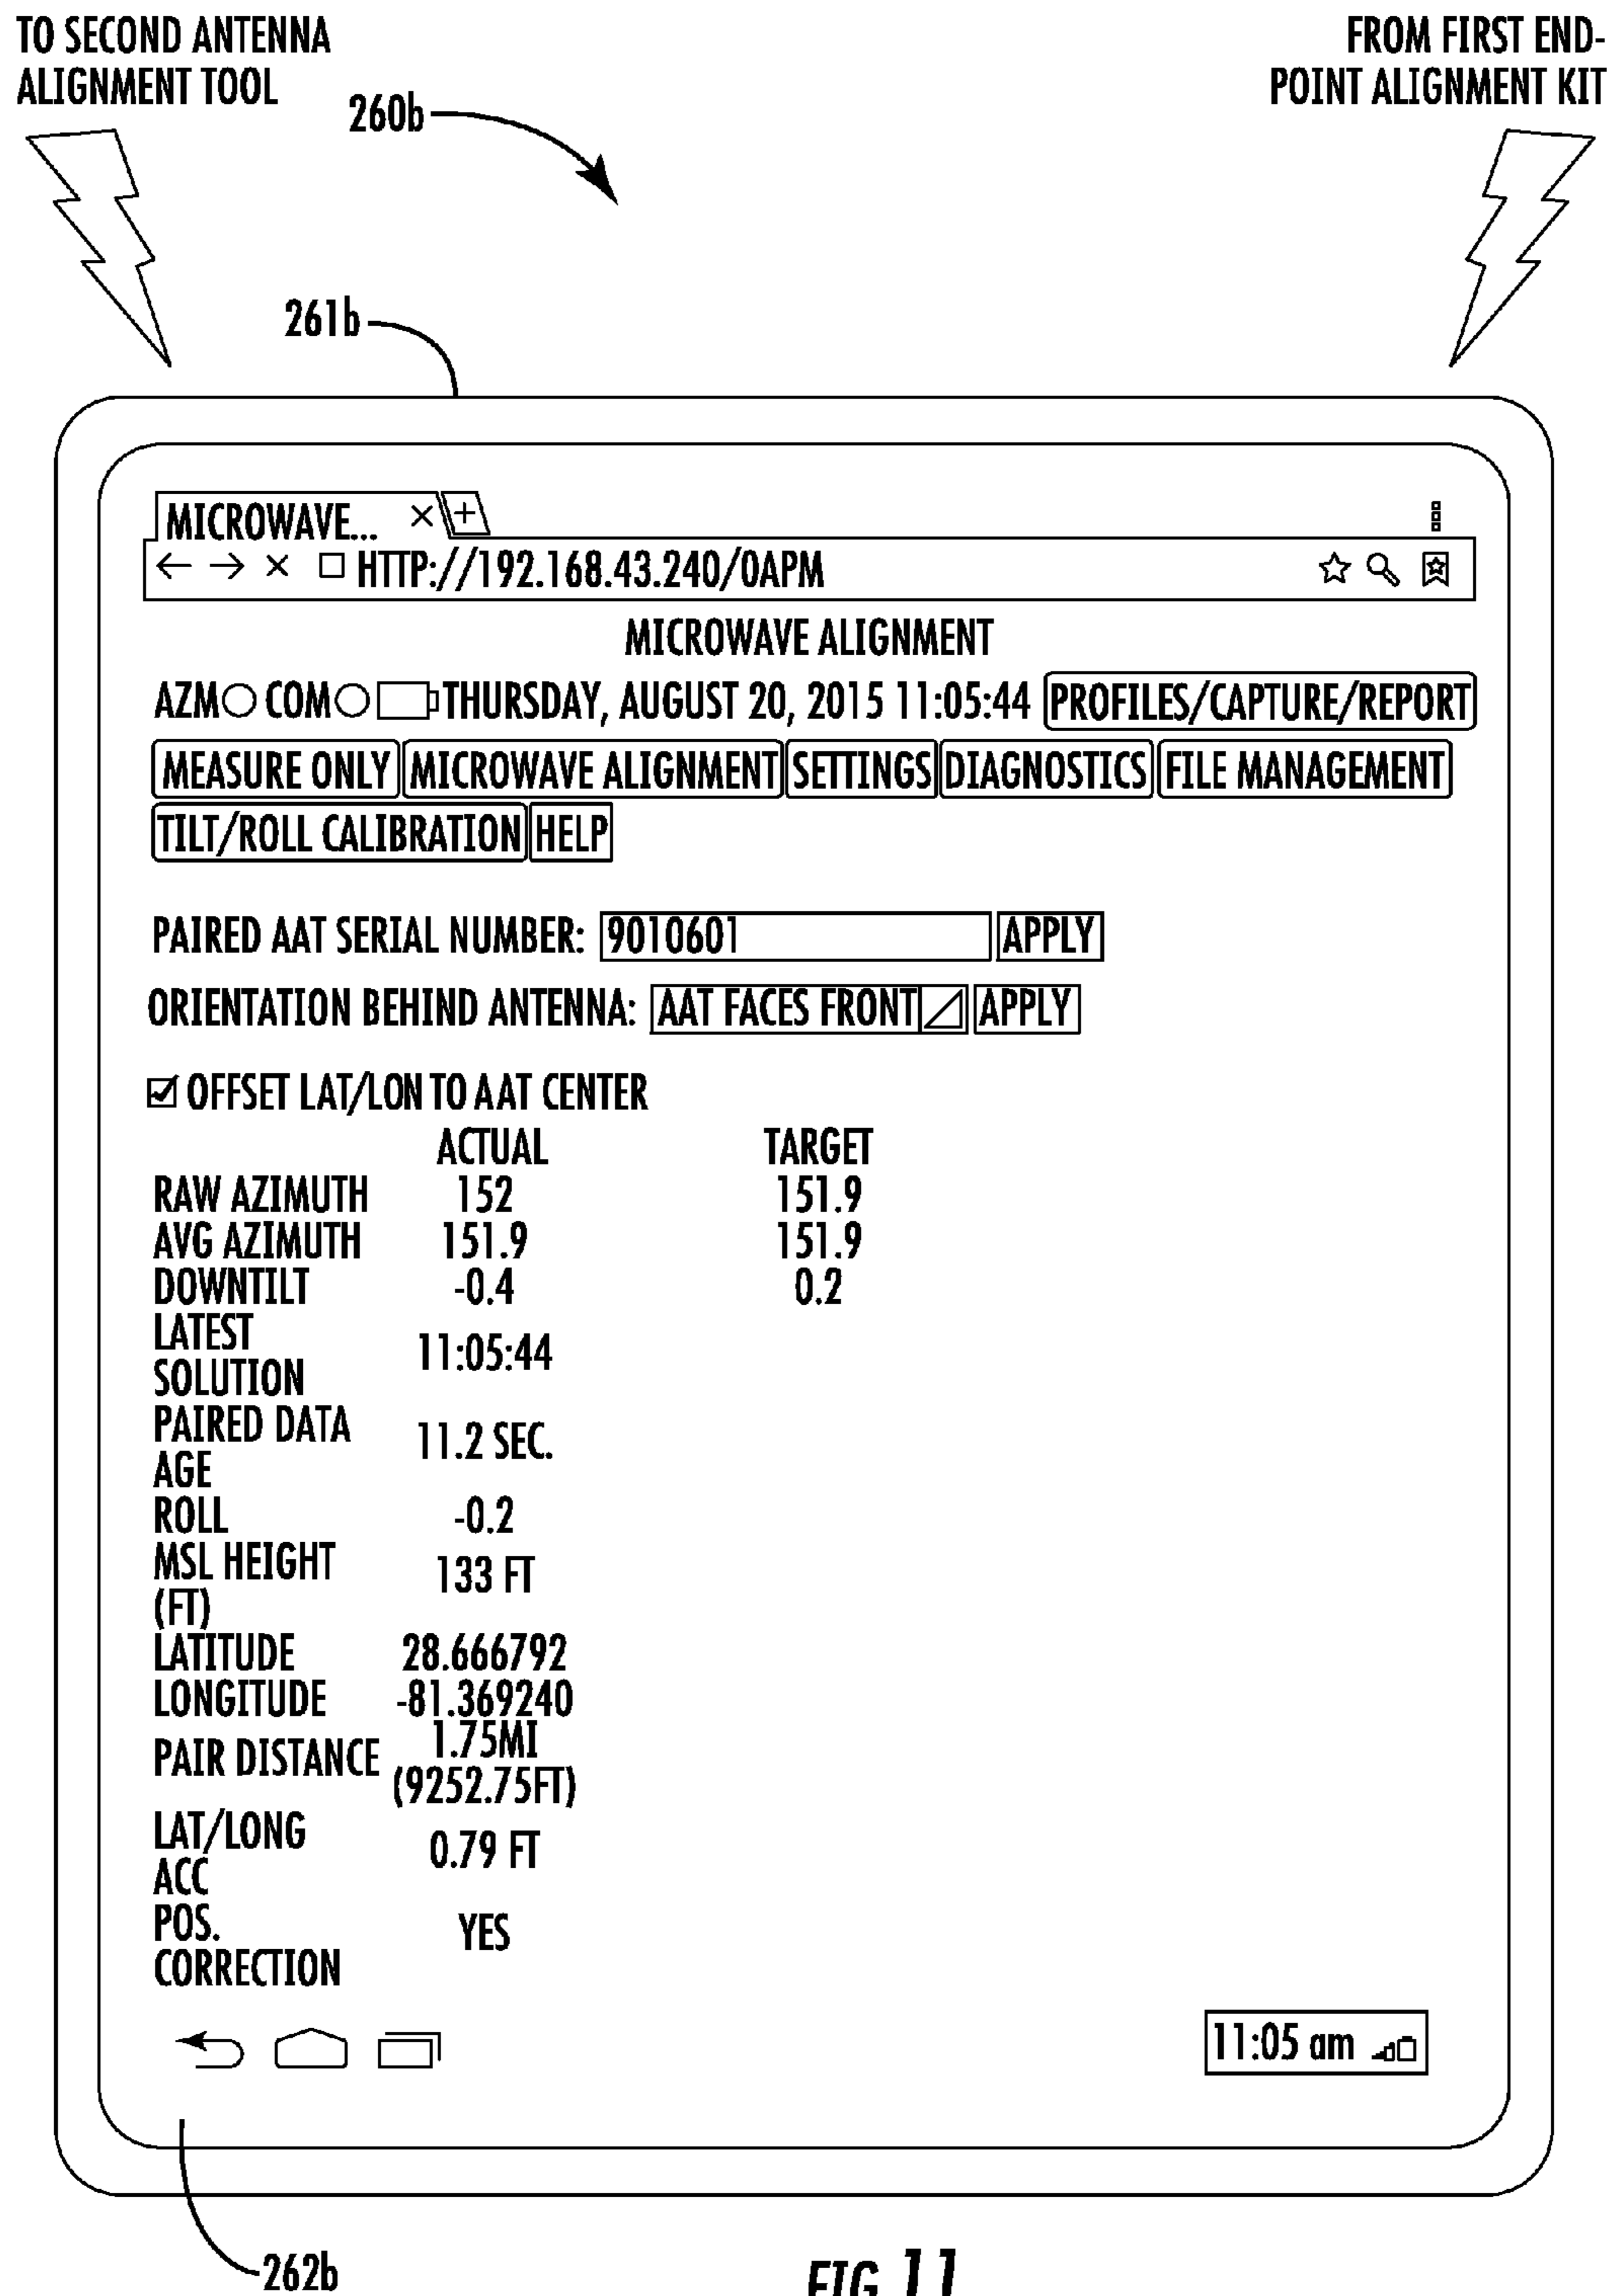 TO SECOND ANTENNA
ALIGNMENT TOOL
FROM FIRST END-
POINT ALIGNMENT KIT
260b
261b
MICROWAVE...
HTTP://192.168.43.240/0APM
MICROWAVE ALIGNMENT
AZM COM THURSDAY, AUGUST 20, 2015 11:05:44 PROFILES/CAPTURE/REPORT
MEASURE ONLY MICROWAVE ALIGNMENT SETTINGS DIAGNOSTICS FILE MANAGEMENT
TILT/ROLL CALIBRATION HELP
PAIRED AAT SERIAL NUMBER: 9010601 APPLY
ORIENTATION BEHIND ANTENNA: AAT FACES FRONT APPLY
OFFSET LAT/LON TO AAT CENTER
ACTUAL TARGET
RAW AZIMUTH 152 151.9
AVG AZIMUTH 151.9 151.9
DOWNTILT -0.4 0.2
LATEST
SOLUTION 11:05:44
PAIRED DATA
AGE 11.2 SEC.
ROLL -0.2
MSL HEIGHT
(FT) 133 FT
LATITUDE 28.666792
LONGITUDE -81.369240
PAIR DISTANCE 1.75MI
(9252.75FT)
LAT/LONG
ACC 0.79 FT
POS.
CORRECTION YES
11:05 am
262b
FIG. 11